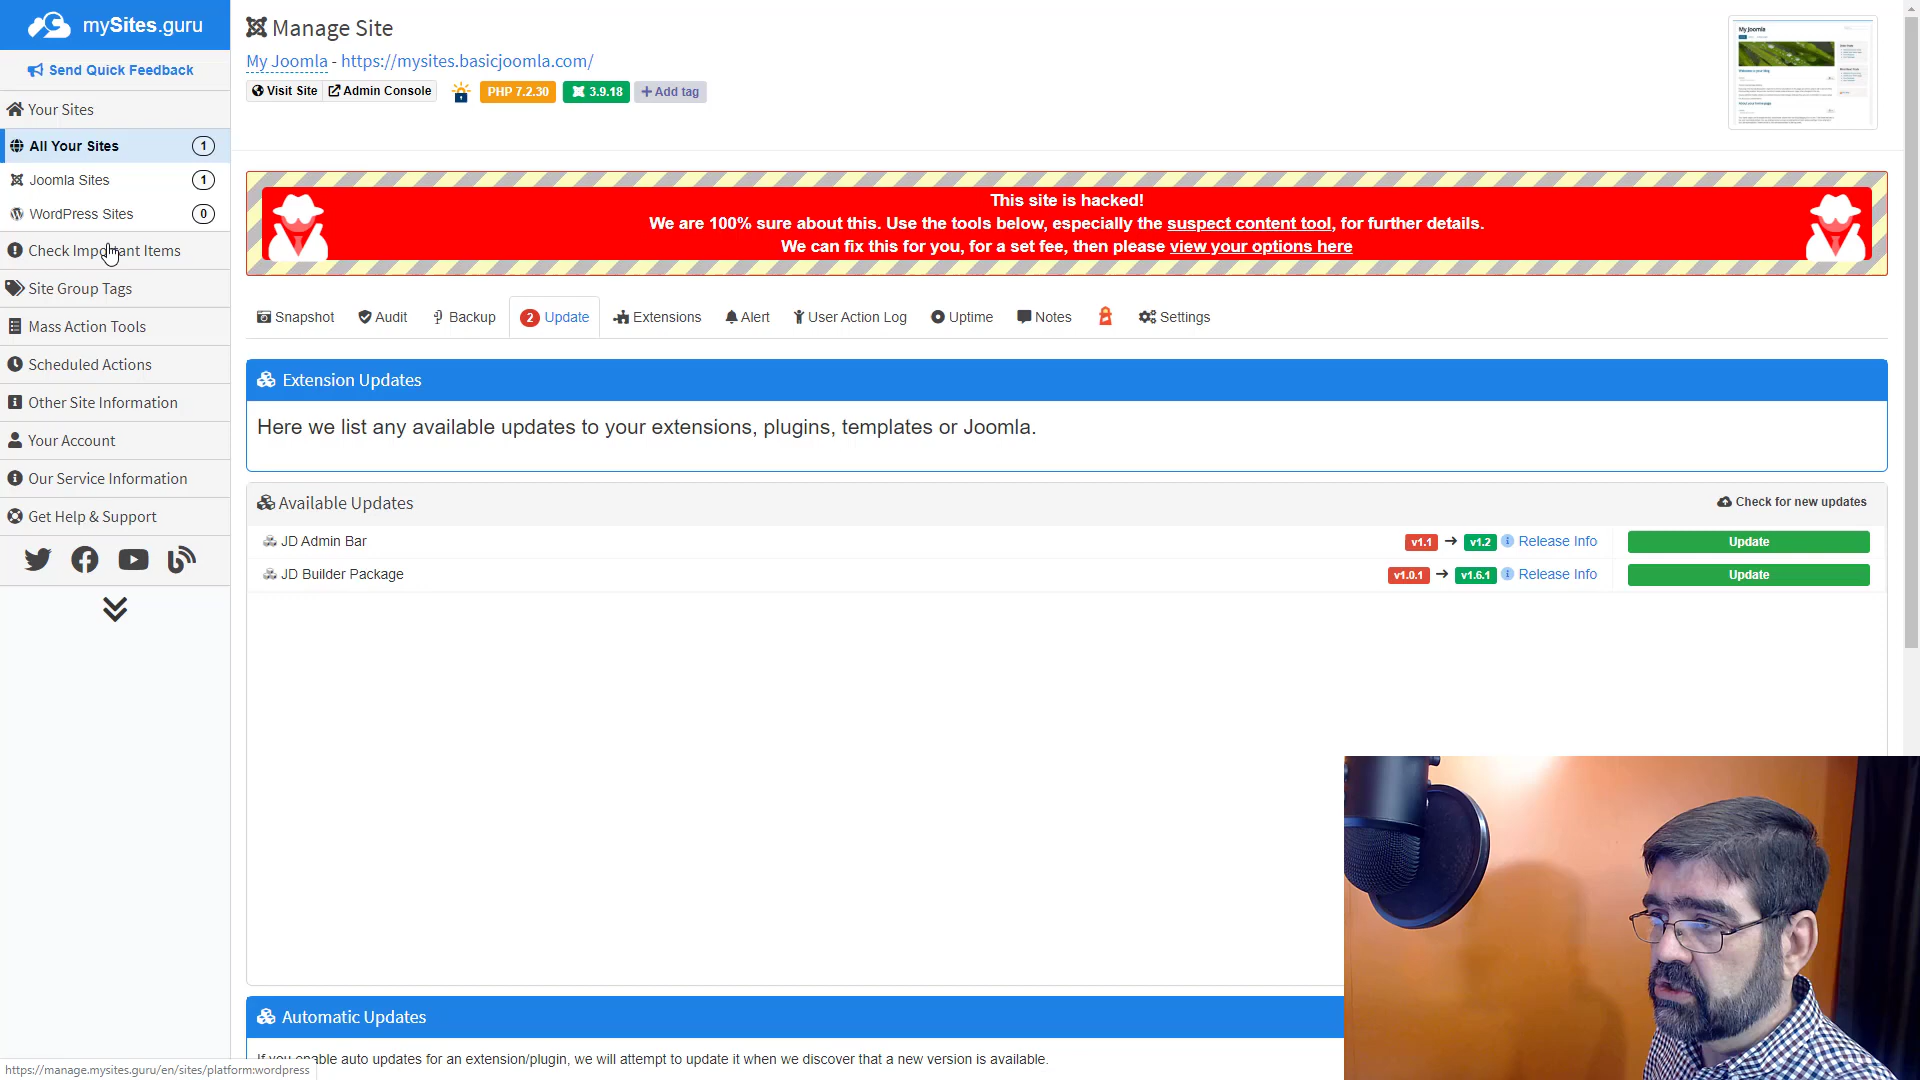 mySites.guru
Send Quick Feedback
Your Sites
All Your Sites 1
Joomla Sites 1
WordPress Sites 0
Check Important Items
Site Group Tags
Mass Action Tools
Scheduled Actions
Other Site Information
Your Account
Our Service Information
Get Help & Support
Manage Site
My Joomla - https://mysites.basicjoomla.com/
Visit Site Admin Console PHP 7.2.30 3.9.18 + Add tag
My Joomla
This site is hacked!
We are 100% sure about this. Use the tools below, especially the suspect content tool, for further details.
We can fix this for you, for a set fee, then please view your options here
Snapshot Audit Backup 2 Update Extensions Alert User Action Log Uptime Notes Settings
Extension Updates
Here we list any available updates to your extensions, plugins, templates or Joomla.
Available Updates Check for new updates
JD Admin Bar v1.1 → v1.2 Release Info Update
JD Builder Package v1.0.1 → v1.6.1 Release Info Update
Automatic Updates
If you enable auto updates for an extension/plugin, we will attempt to update it when we discover that a new version is available.
https://manage.mysites.guru/en/sites/platform:wordpress